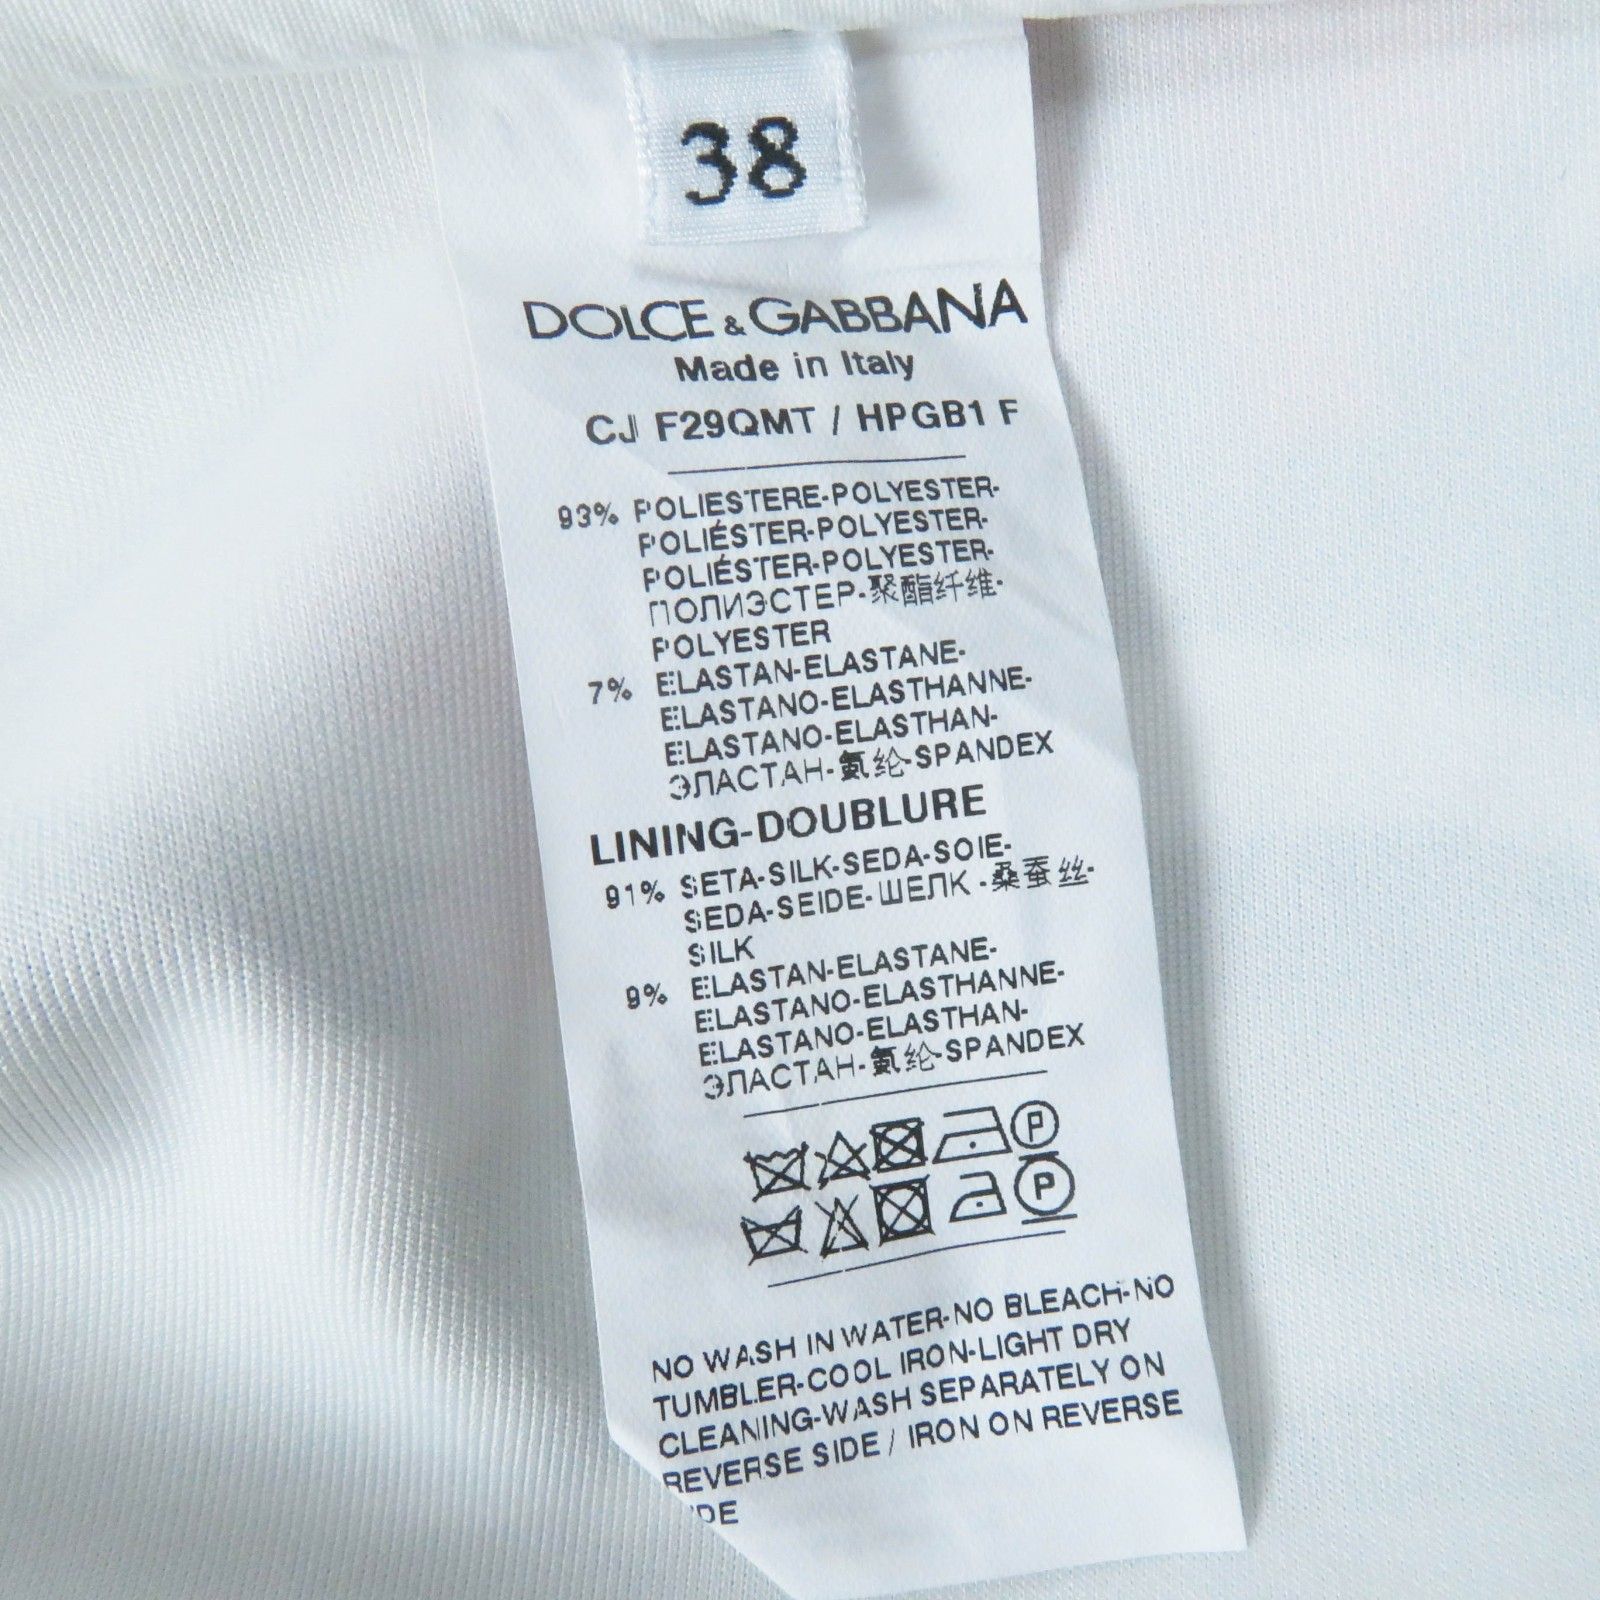 38
DOLCE & GABBANA
Made in Italy
CJ F29QMT / HPGB1 F
93% POLIESTERE-POLYESTER-
POLIÉSTER-POLYESTER-
POLIÉSTER-POLYESTER-
ПОЛИЭСТЕР-聚酯纤维-
POLYESTER
7% ELASTAN-ELASTANE-
ELASTANO-ELASTHANNE-
ELASTANO-ELASTHAN-
ЭЛАСТАН-氨纶-SPANDEX
LINING-DOUBLURE
91% SETA-SILK-SEDA-SOIE-
SEDA-SEIDE-ШЕЛК-桑蚕丝-
SILK
9% ELASTAN-ELASTANE-
ELASTANO-ELASTHANNE-
ELASTANO-ELASTHAN-
ЭЛАСТАН-氨纶-SPANDEX
P
P
NO WASH IN WATER-NO BLEACH-NO
TUMBLER-COOL IRON-LIGHT DRY
CLEANING-WASH SEPARATELY ON
REVERSE SIDE / IRON ON REVERSE
IDE